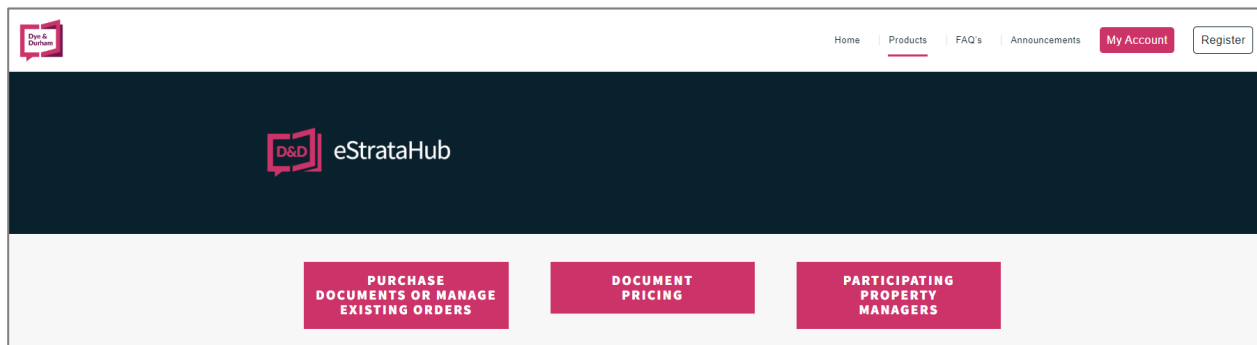 Dye &
Durham
Home
Products
FAQ's
Announcements
My Account
Register
D&D
eStrataHub
PURCHASE
DOCUMENTS OR MANAGE
EXISTING ORDERS
DOCUMENT
PRICING
PARTICIPATING
PROPERTY
MANAGERS